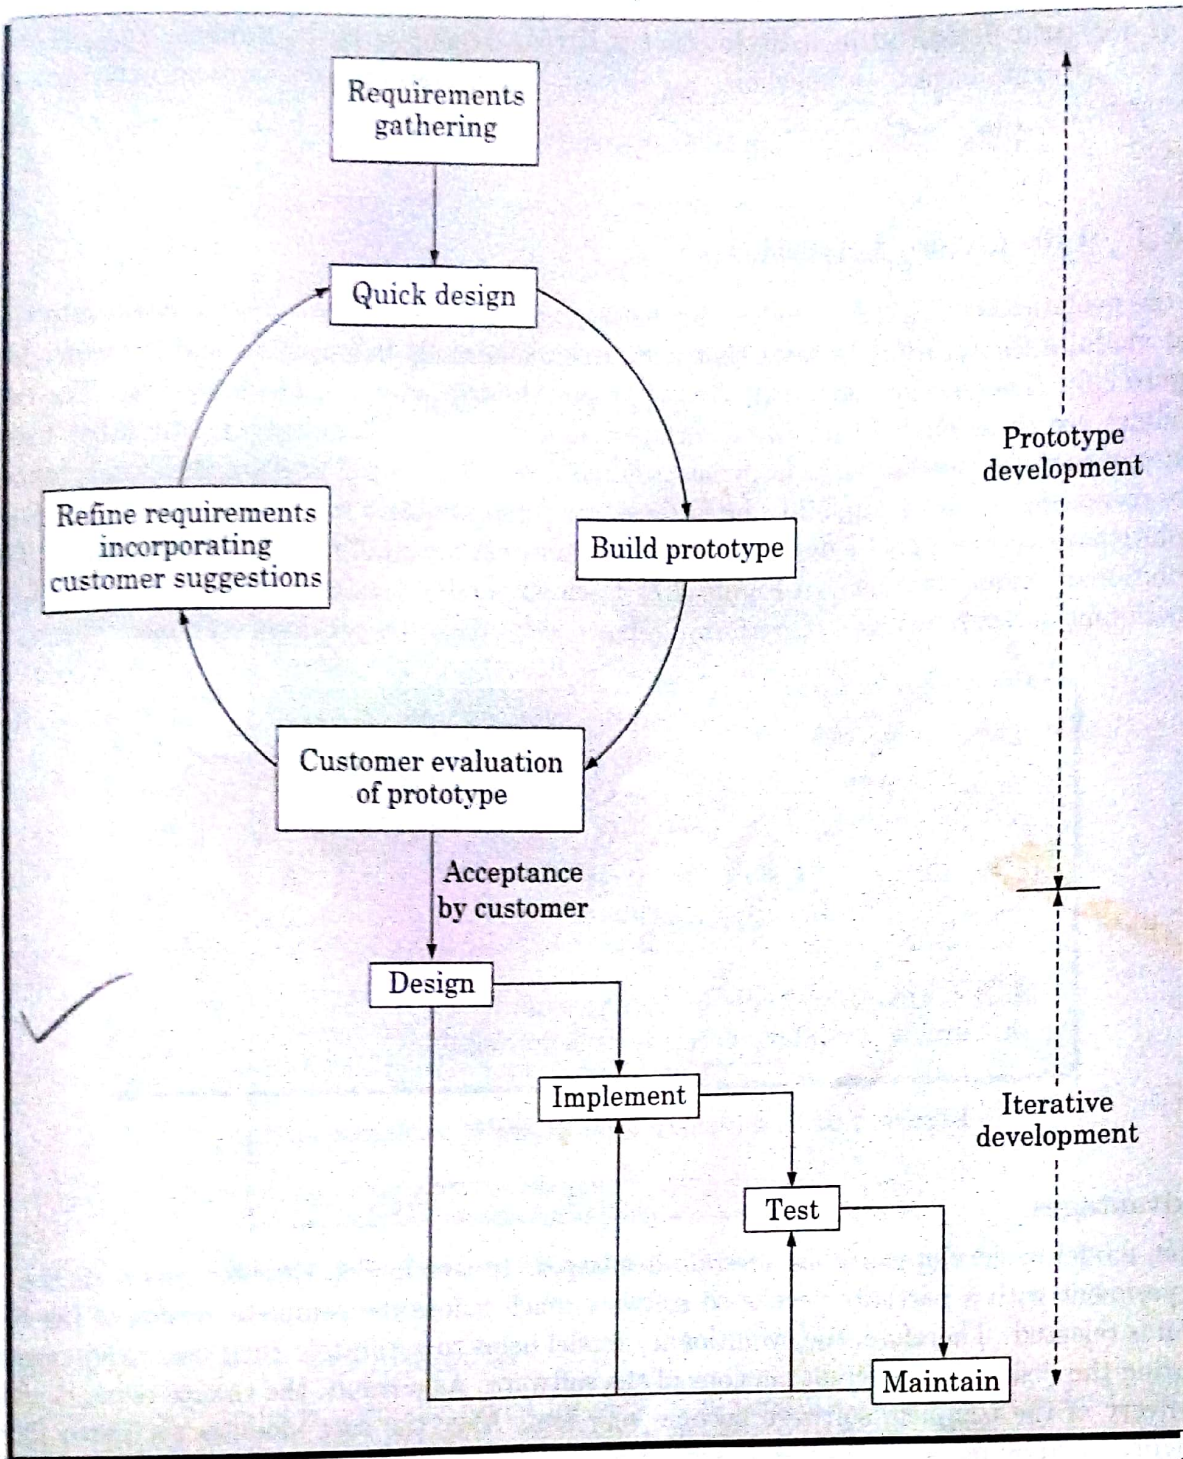 Requirements
gathering
Quick design
Prototype
development
Refine requirements
incorporating
customer suggestions
Build prototype
Customer evaluation
of prototype
Acceptance
by customer
Design
Implement
Iterative
development
Test
Maintain